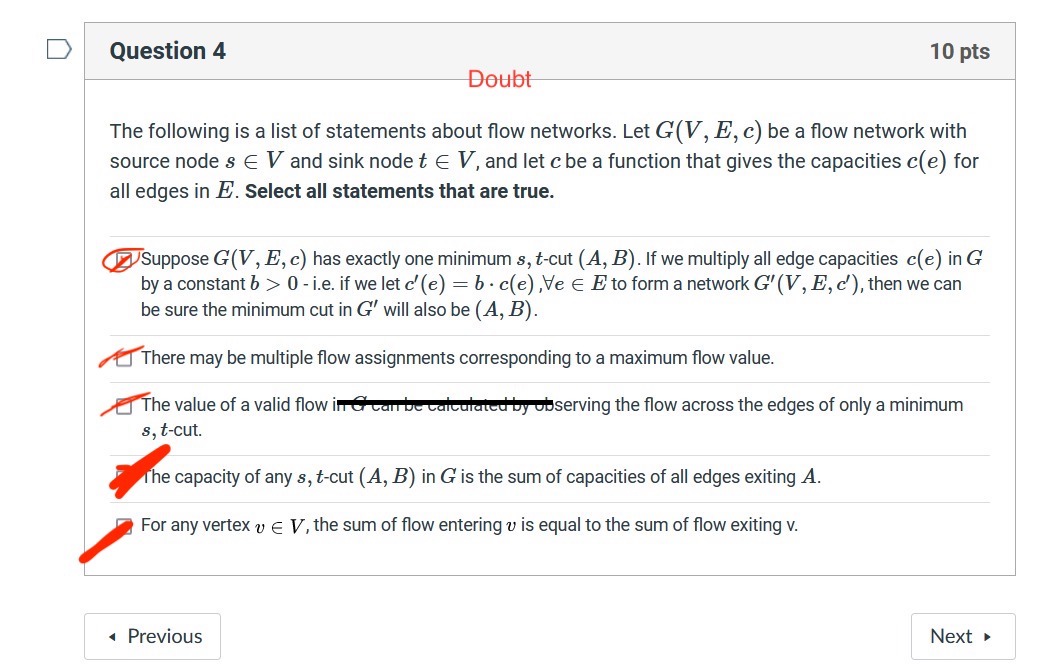 Question 4
10 pts
Doubt
The following is a list of statements about flow networks. Let G(V, E, c) be a flow network with
source node s ∈ V and sink node t ∈ V, and let c be a function that gives the capacities c(e) for
all edges in E. Select all statements that are true.
Suppose G(V, E, c) has exactly one minimum s, t-cut (A, B). If we multiply all edge capacities c(e) in G
by a constant b > 0 - i.e. if we let c′(e) = b · c(e) ,∀e ∈ E to form a network G′(V, E, c′), then we can
be sure the minimum cut in G′ will also be (A, B).
There may be multiple flow assignments corresponding to a maximum flow value.
The value of a valid flow in G can be calculated by observing the flow across the edges of only a minimum
s, t-cut.
The capacity of any s, t-cut (A, B) in G is the sum of capacities of all edges exiting A.
For any vertex v ∈ V, the sum of flow entering v is equal to the sum of flow exiting v.
◂ Previous
Next ▸